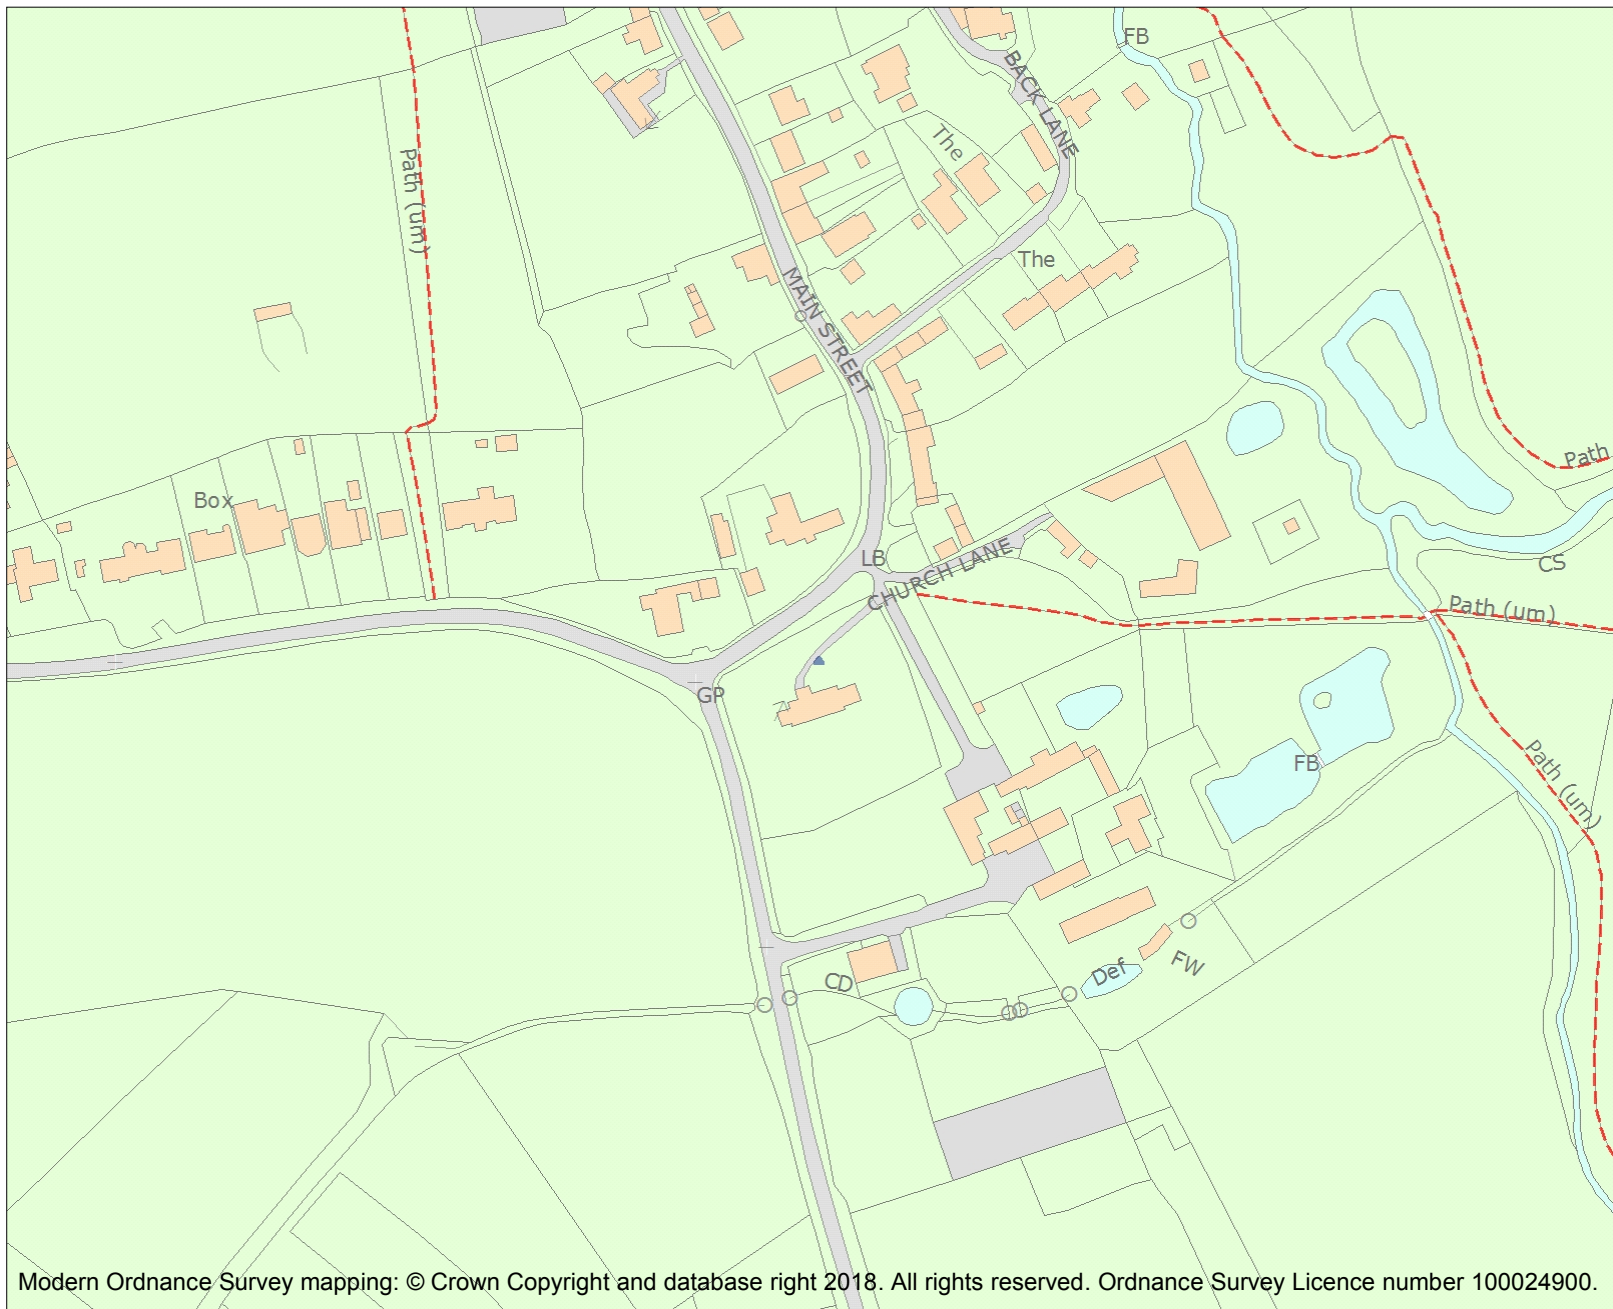 FB
BACK LANE
The
Path (um)
The
MAIN STREET
Path
Box
LB
CHURCH LANE
CS
Path (um)
GP
FB
Path (um)
CD
Def
FW
Modern Ordnance Survey mapping: © Crown Copyright and database right 2018. All rights reserved. Ordnance Survey Licence number 100024900.